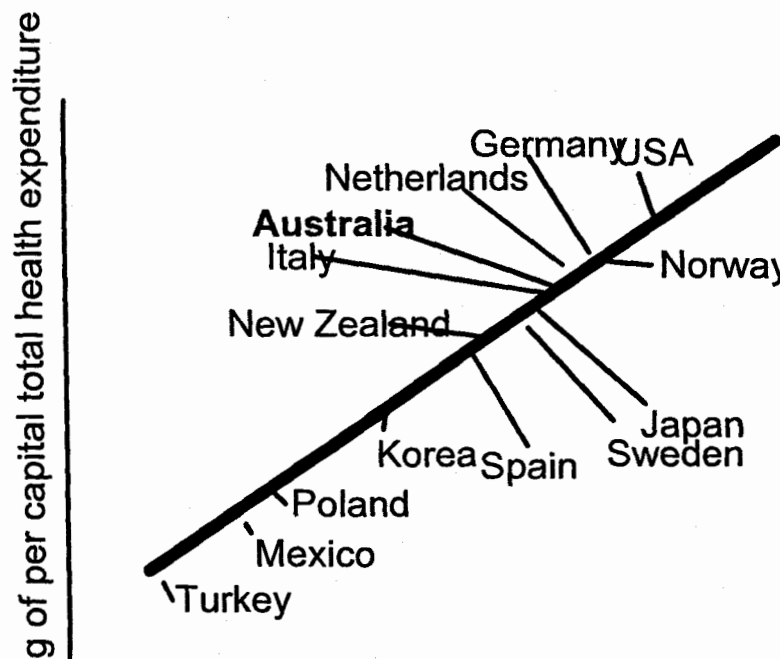 g of per capital total health expenditure
Germany
USA
Netherlands
Australia
Italy
Norway
New Zealand
Japan
Korea
Spain
Sweden
Poland
Mexico
Turkey